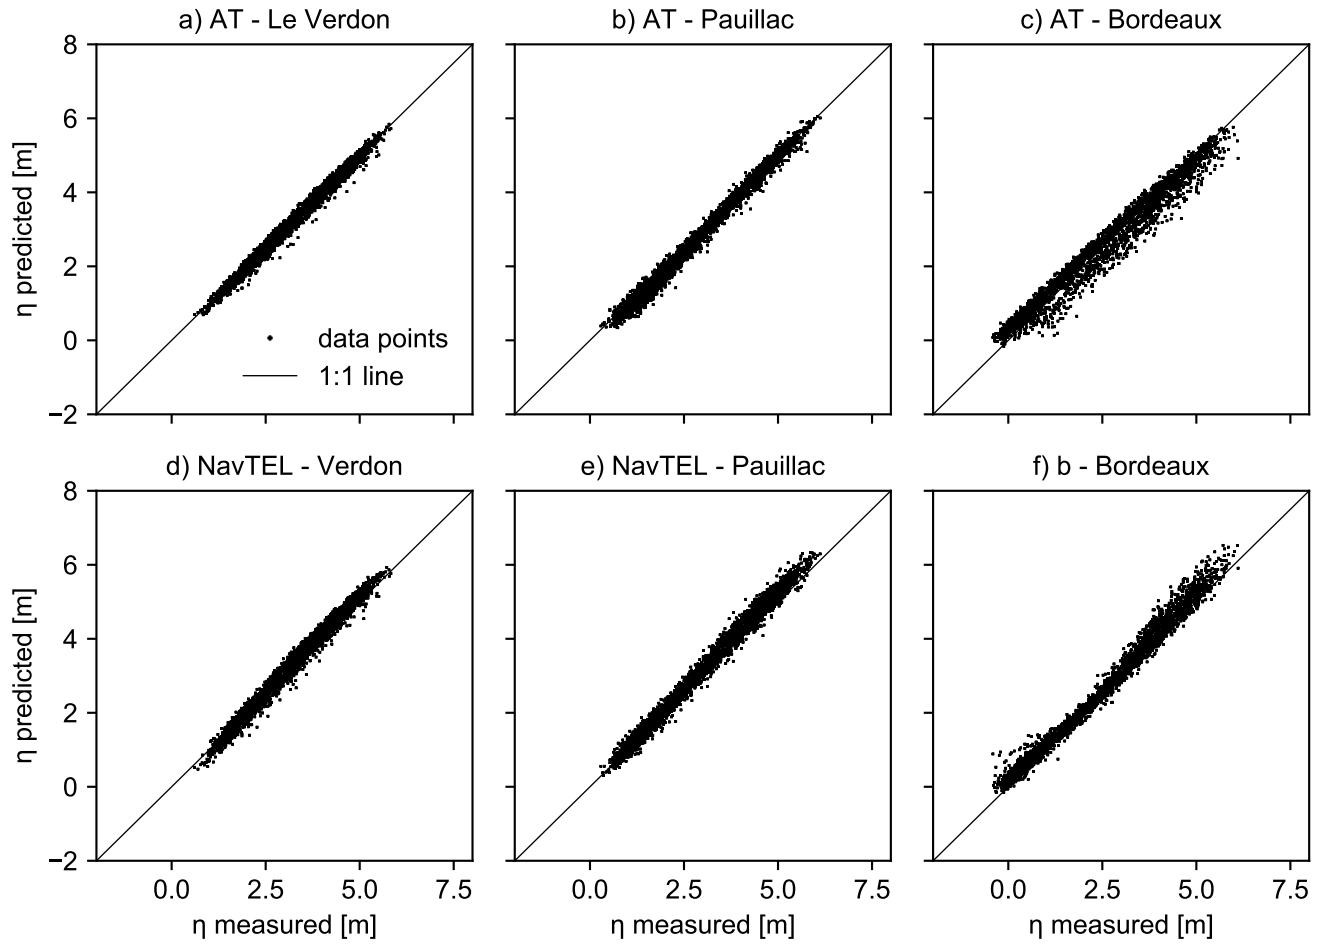 a) AT - Le Verdon
b) AT - Pauillac
c) AT - Bordeaux
8
6
4
2
0
−2
η predicted [m]
data points
1:1 line
d) NavTEL - Verdon
e) NavTEL - Pauillac
f) b - Bordeaux
8
6
4
2
0
−2
η predicted [m]
0.0 2.5 5.0 7.5
0.0 2.5 5.0 7.5
0.0 2.5 5.0 7.5
η measured [m]
η measured [m]
η measured [m]